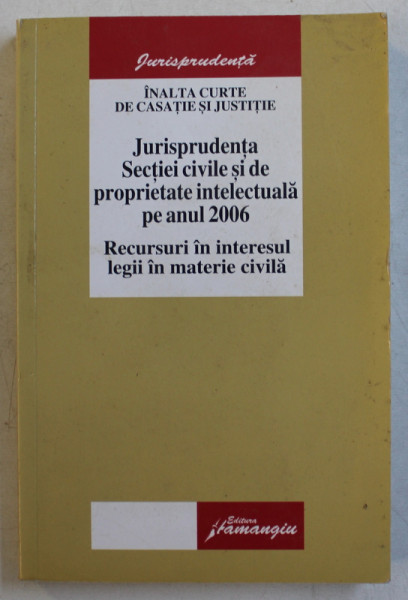 Jurisprudență
ÎNALTA CURTE
DE CASAȚIE ȘI JUSTIȚIE
Jurisprudența
Secției civile și de
proprietate intelectuală
pe anul 2006
Recursuri în interesul
legii în materie civilă
Editura
Hamangiu